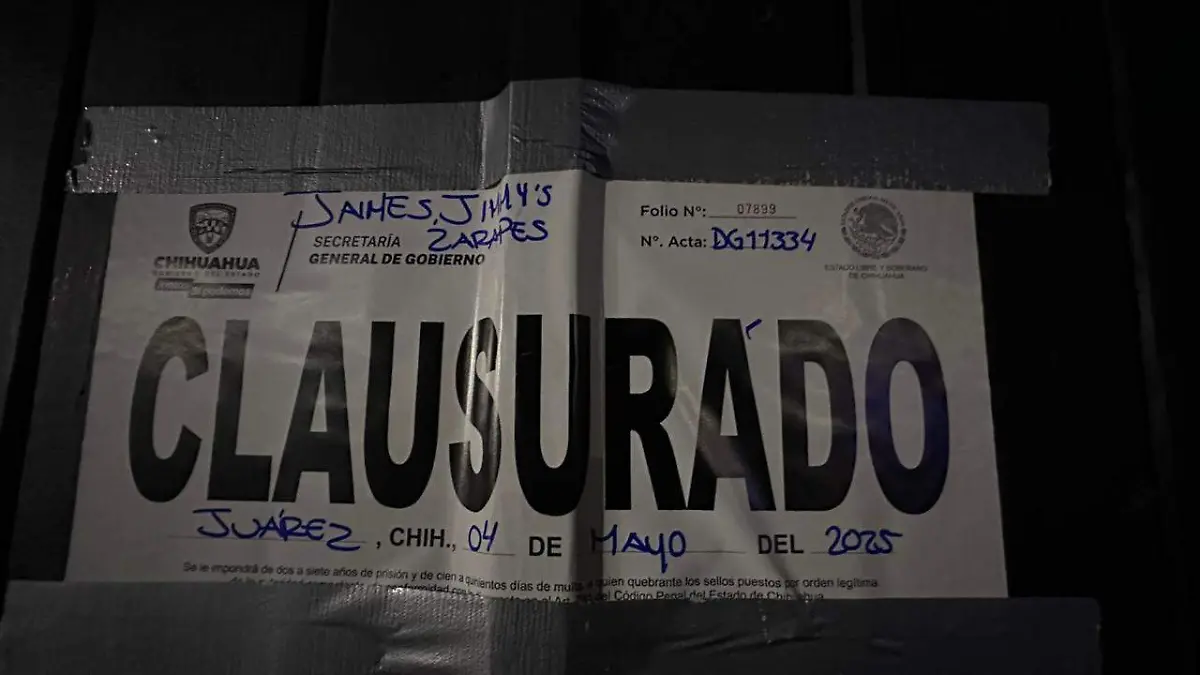 JAIMES, JIMMY'S
ZARAPES
SECRETARÍA
GENERAL DE GOBIERNO
CHIHUAHUA
GOBIERNO DEL ESTADO
Juntos Sí podemos
Folio Nº: 07899
Nº. Acta: DG11334
ESTADO LIBRE Y SOBERANO
DE CHIHUAHUA
CLAUSURADO
JUÁREZ, CHIH., 04 DE MAYO DEL 2025
Se le impondrá de dos a siete años de prisión y de cien a quinientos días de multa a quien quebrante los sellos puestos por orden legítima
del Código Penal del Estado de Chihuahua